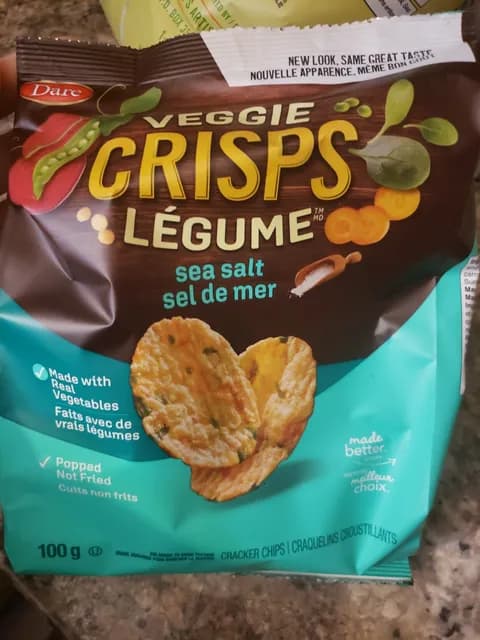 NEW LOOK, SAME GREAT TASTE
NOUVELLE APPARENCE, MÊME BON GOÛT
Dare
VEGGIE
CRISPS
LÉGUME
TM
MD
sea salt
sel de mer
Made with
Real
Vegetables
Faits avec de
vrais légumes
Popped
Not Fried
Cuits non frits
made
better.
meilleur
choix.
100 g
CRACKER CHIPS | CRAQUELINS CROUSTILLANTS